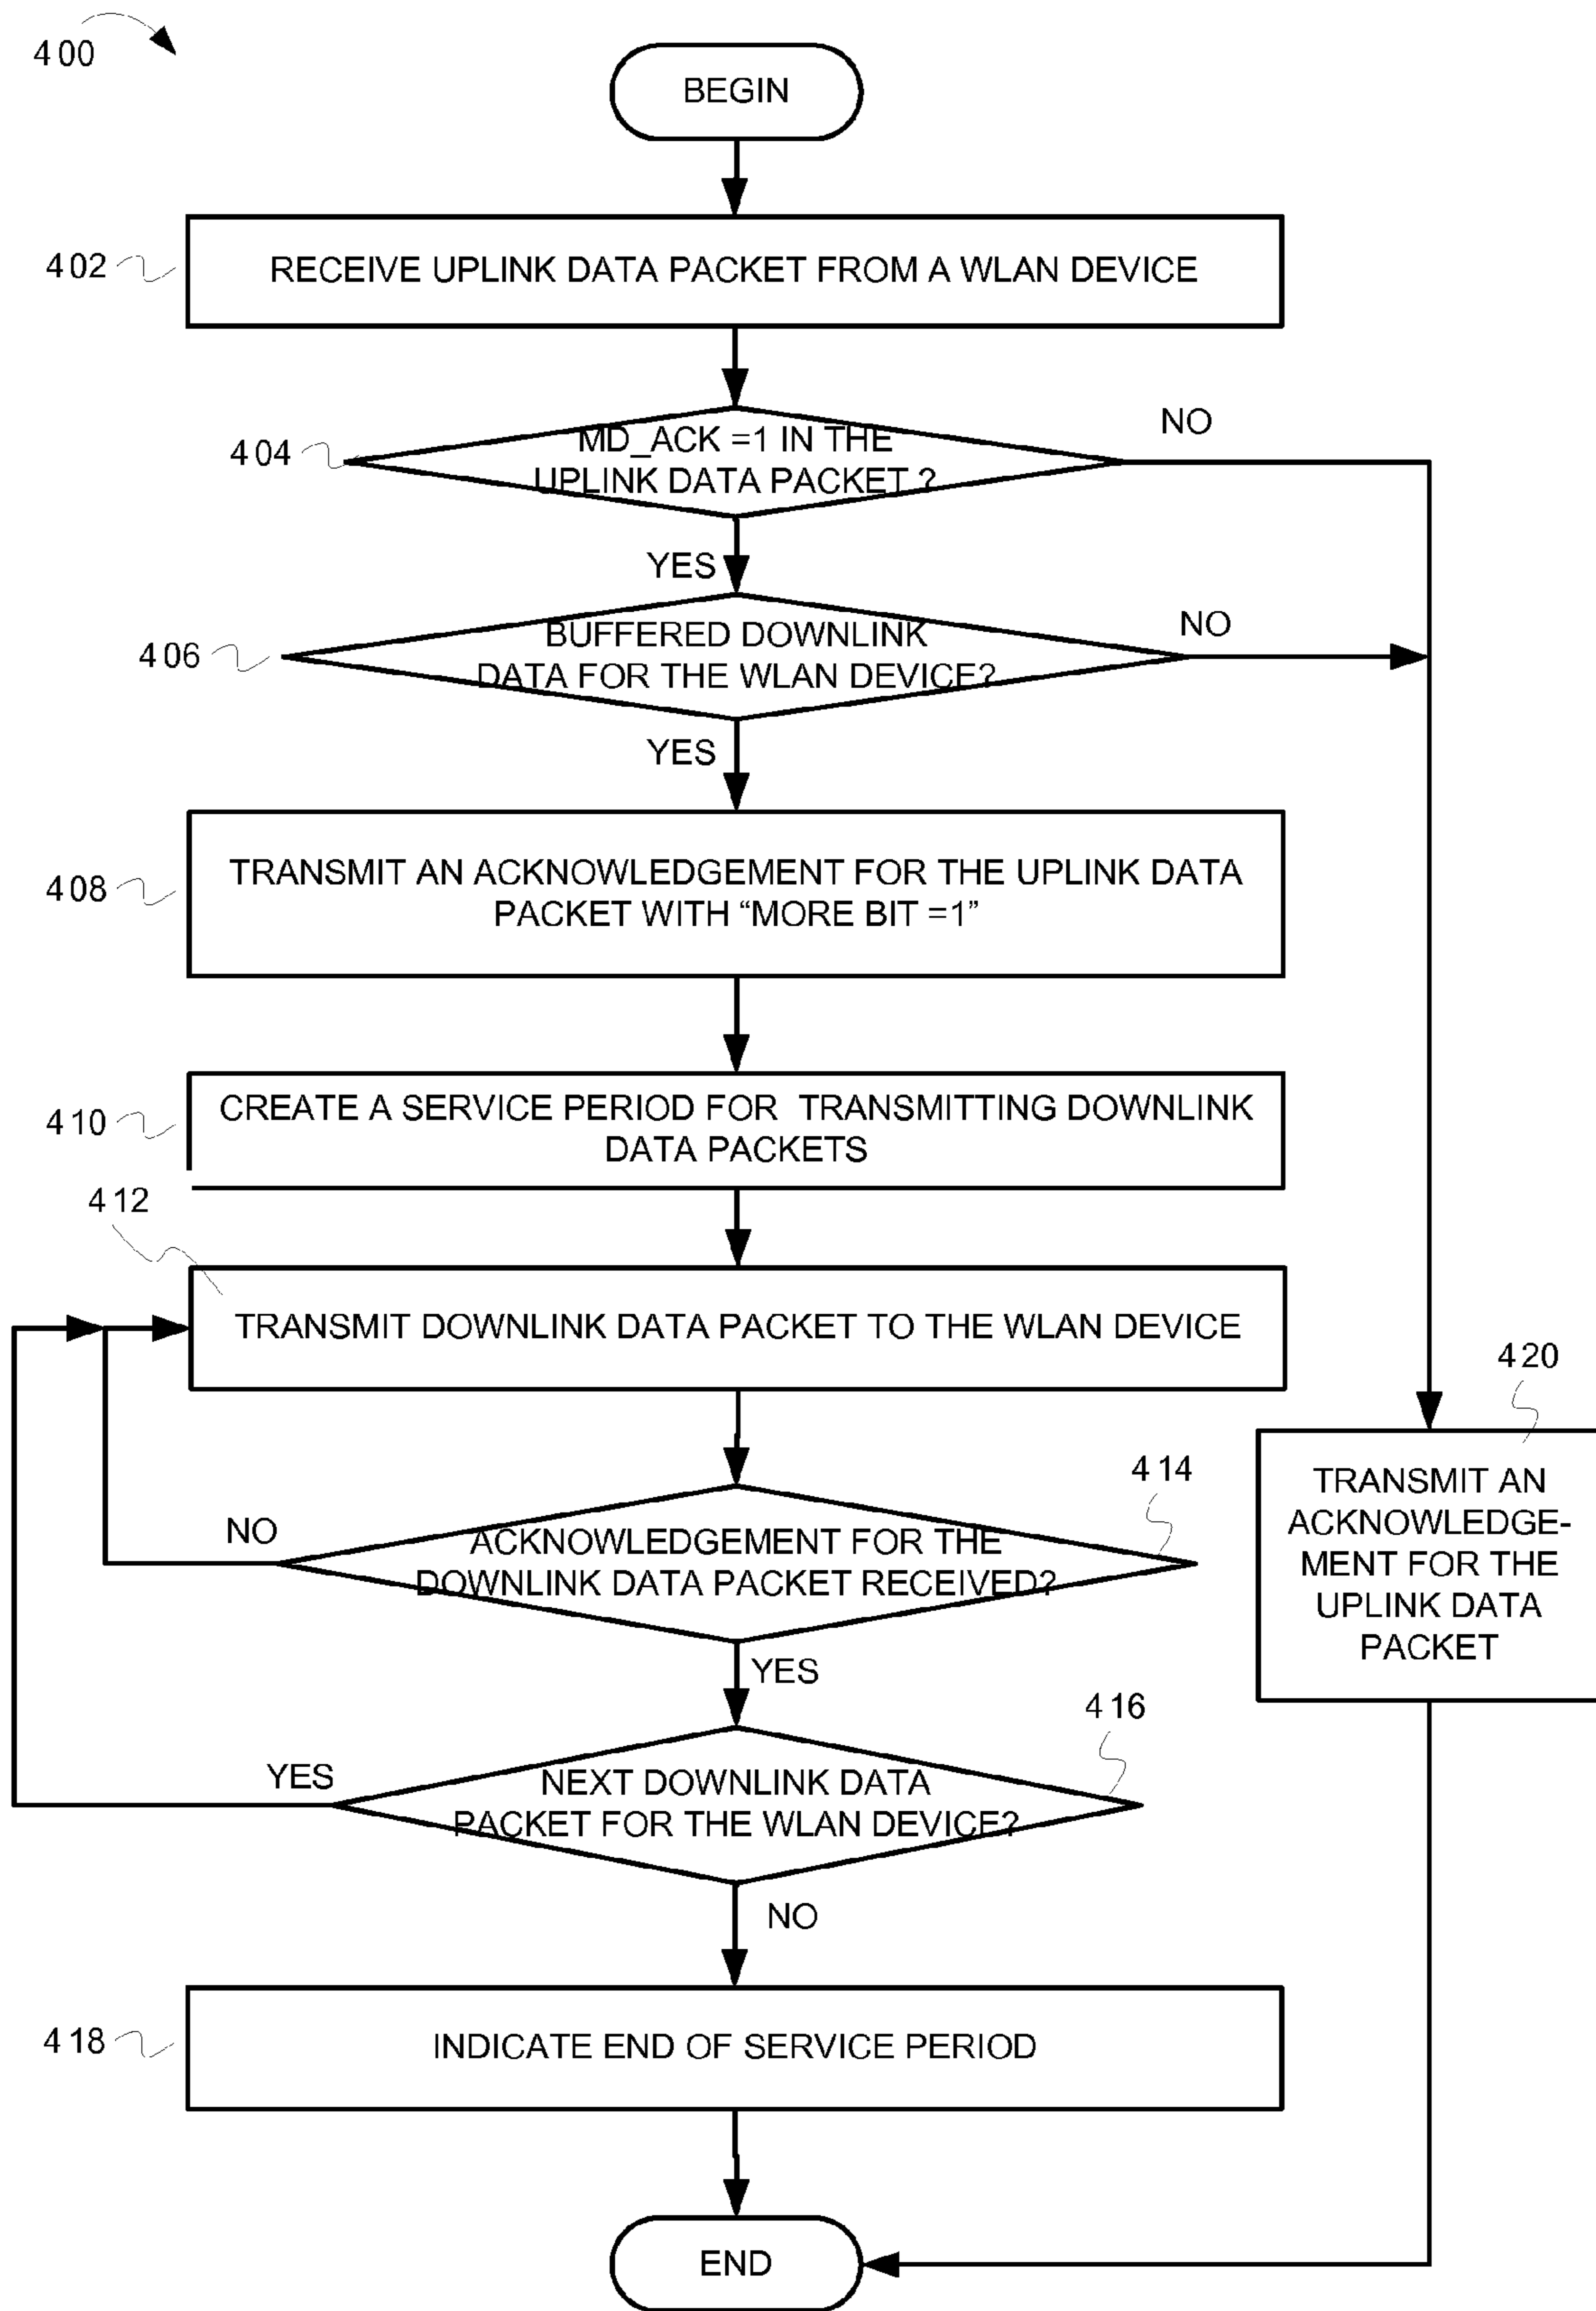 400
BEGIN
402
RECEIVE UPLINK DATA PACKET FROM A WLAN DEVICE
404
MD_ACK =1 IN THE
UPLINK DATA PACKET ?
NO
YES
406
BUFFERED DOWNLINK
DATA FOR THE WLAN DEVICE?
NO
YES
408
TRANSMIT AN ACKNOWLEDGEMENT FOR THE UPLINK DATA
PACKET WITH “MORE BIT =1”
410
CREATE A SERVICE PERIOD FOR TRANSMITTING DOWNLINK
DATA PACKETS
412
TRANSMIT DOWNLINK DATA PACKET TO THE WLAN DEVICE
414
ACKNOWLEDGEMENT FOR THE
DOWNLINK DATA PACKET RECEIVED?
NO
YES
420
TRANSMIT AN
ACKNOWLEDGE-
MENT FOR THE
UPLINK DATA
PACKET
416
NEXT DOWNLINK DATA
PACKET FOR THE WLAN DEVICE?
YES
NO
418
INDICATE END OF SERVICE PERIOD
END